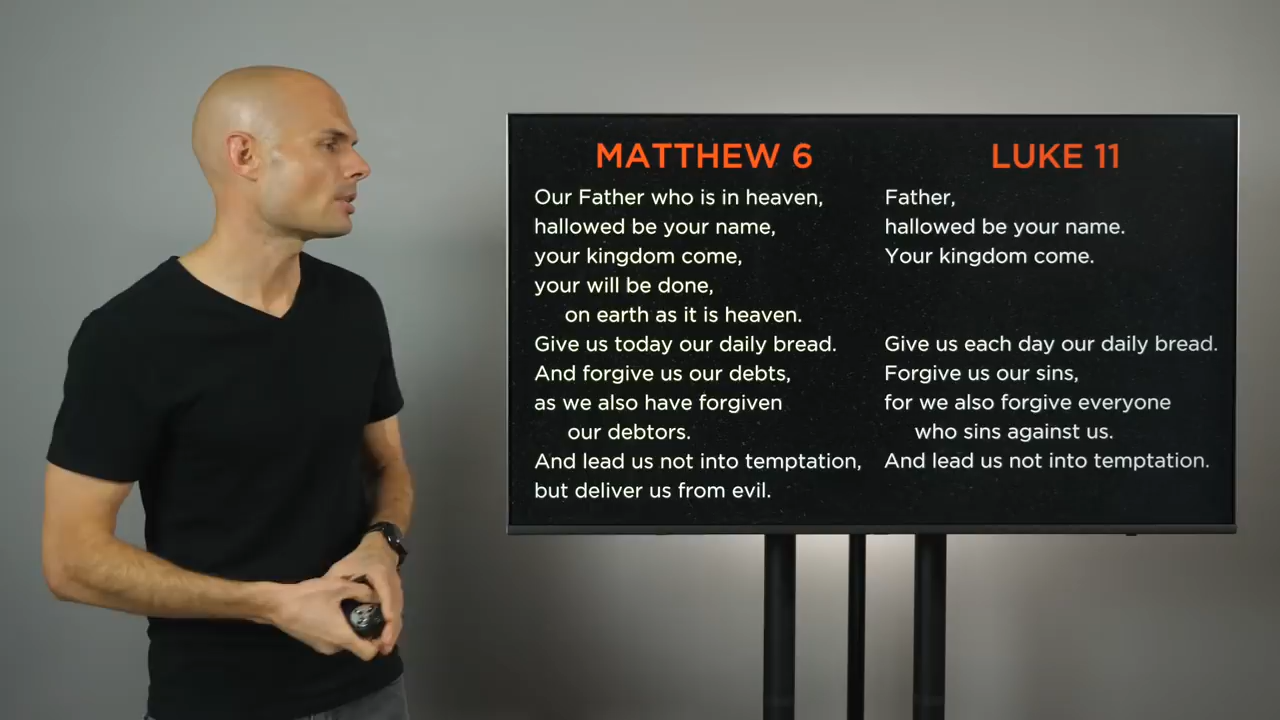 MATTHEW 6
Our Father who is in heaven,
hallowed be your name,
your kingdom come,
your will be done,
on earth as it is heaven.
Give us today our daily bread.
And forgive us our debts,
as we also have forgiven
our debtors.
And lead us not into temptation,
but deliver us from evil.
LUKE 11
Father,
hallowed be your name.
Your kingdom come.
Give us each day our daily bread.
Forgive us our sins,
for we also forgive everyone
who sins against us.
And lead us not into temptation.